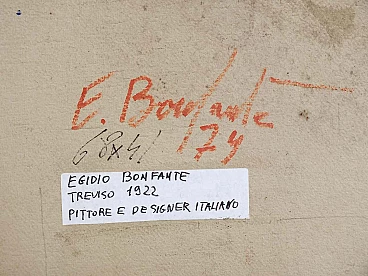 E. Bonfante
74
68x41
EGIDIO BONFANTE
TREVISO 1922
PITTORE E DESIGNER ITALIANO